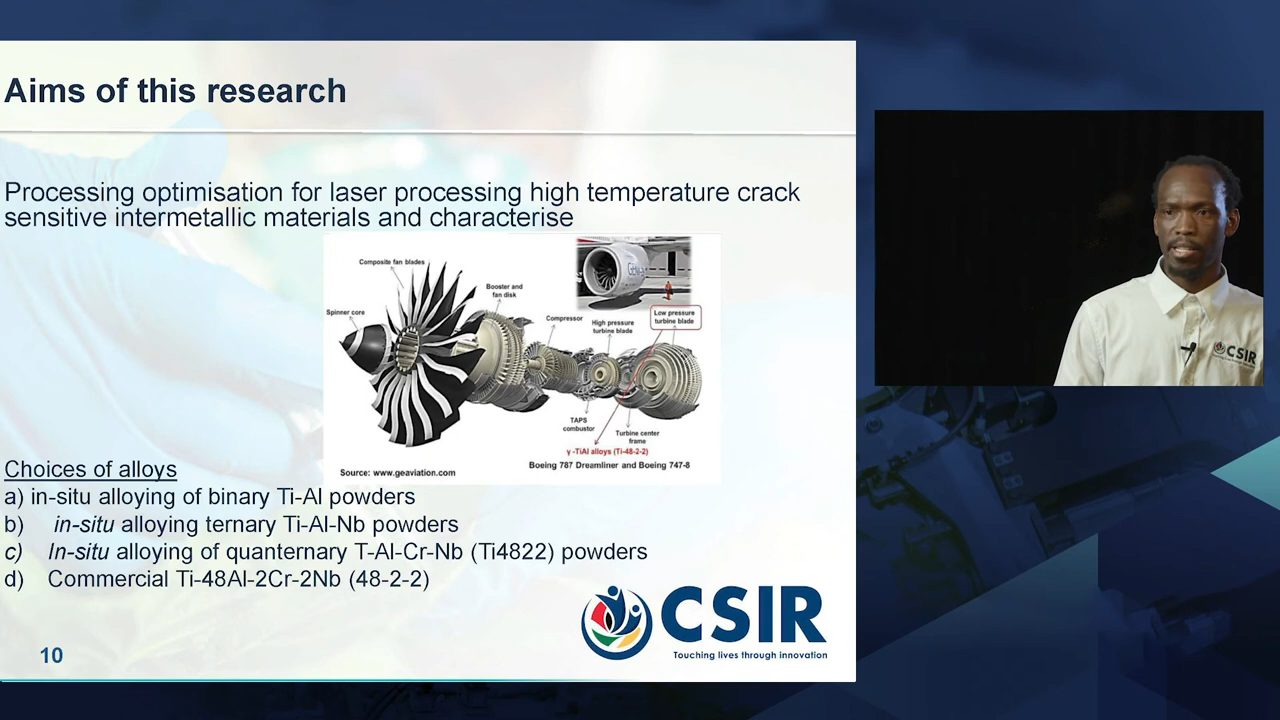 Aims of this research
Processing optimisation for laser processing high temperature crack
sensitive intermetallic materials and characterise
Composite fan blades
Spinner core
Booster and
fan disk
Compressor
High pressure
turbine blade
Low pressure
turbine blade
GEnx
TAPS
combustor
Turbine center
frame
γ -TiAl alloys (Ti-48-2-2)
Source: www.geaviation.com
Boeing 787 Dreamliner and Boeing 747-8
Choices of alloys
a) in-situ alloying of binary Ti-Al powders
b) in-situ alloying ternary Ti-Al-Nb powders
c) In-situ alloying of quanternary T-Al-Cr-Nb (Ti4822) powders
d) Commercial Ti-48Al-2Cr-2Nb (48-2-2)
CSIR
Touching lives through innovation
10
CSIR